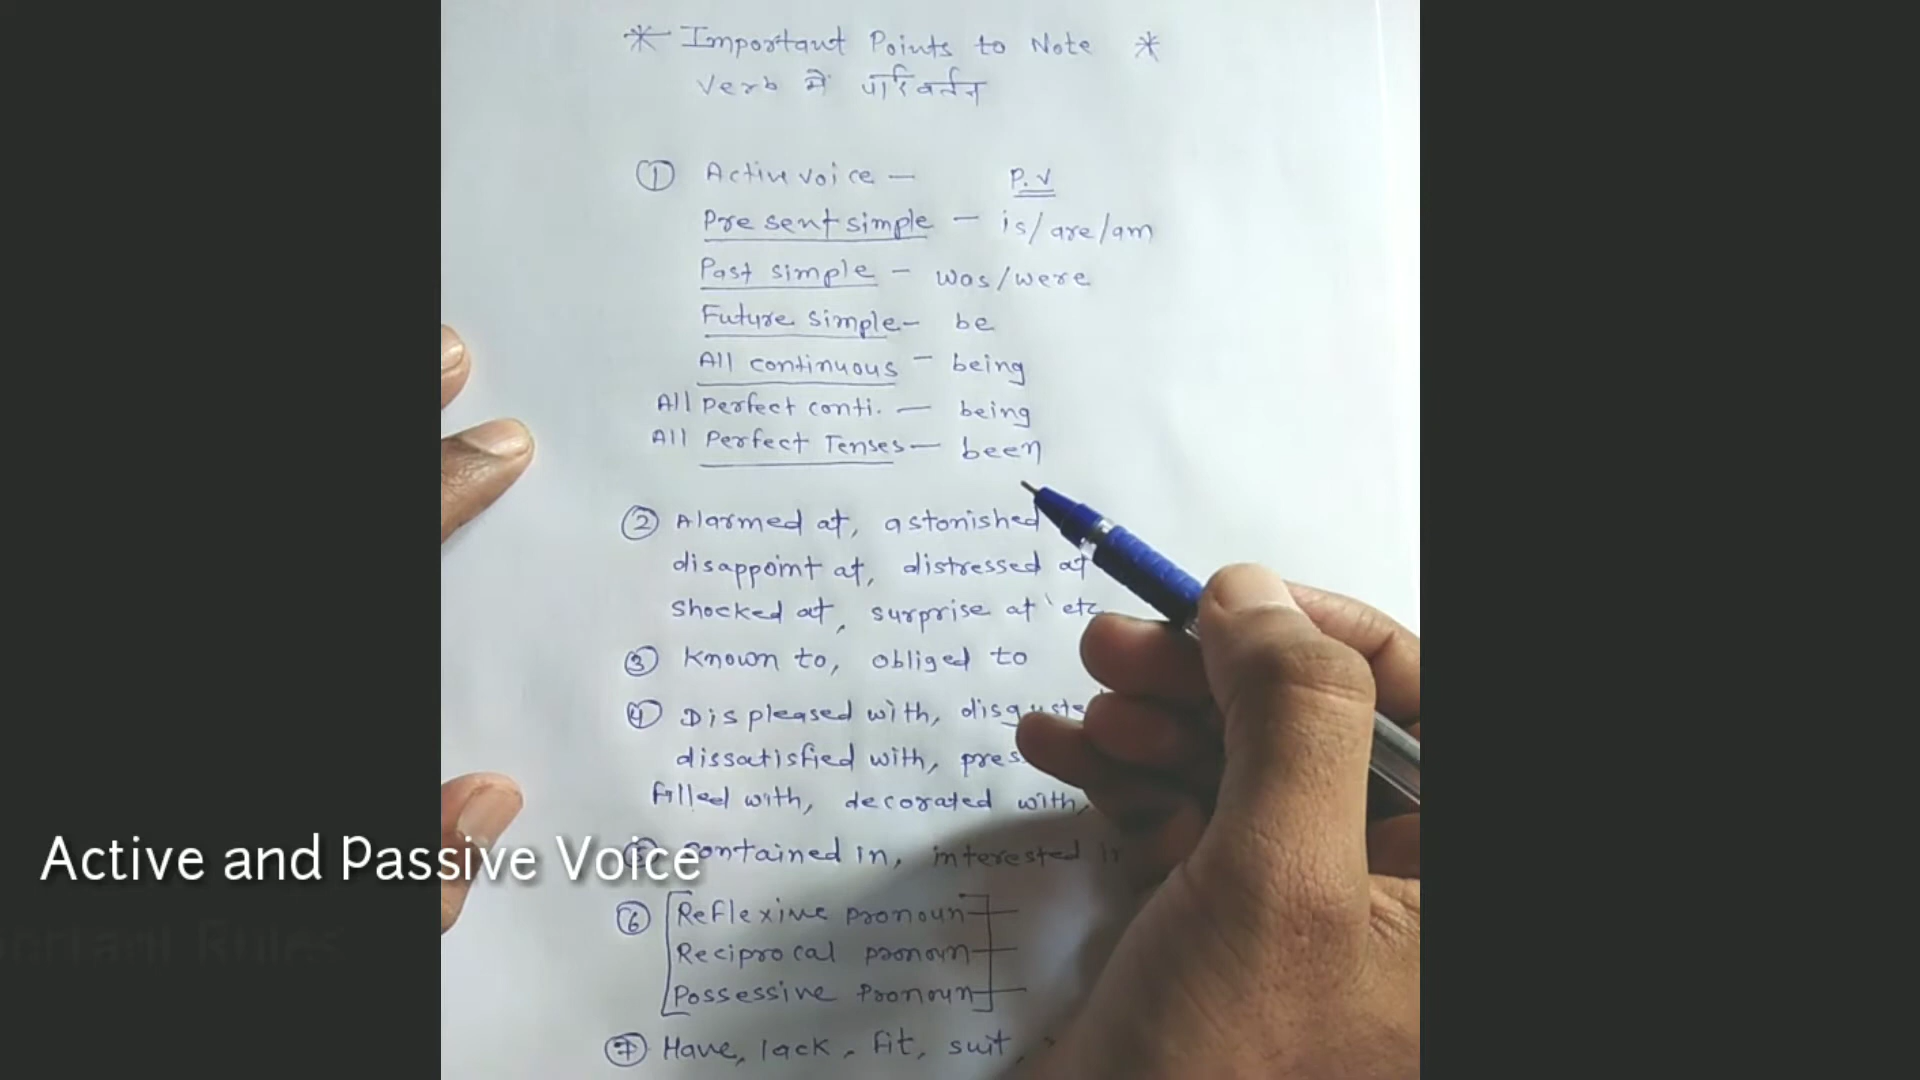 * Important Points to Note *
Verb में परिवर्तन
① Active voice — P.V
Present simple — is/are/am
Past simple — was/were
Future simple — be
All continuous — being
All perfect conti. — being
All Perfect Tenses — been
② Alarmed at, astonished
disappoint at, distressed at
shocked at, surprise at etc
③ Known to, obliged to
④ Displeased with,
dissatisfied with,
filled with, decorated with,
contained in, interested in
⑥ Reflexive pronoun —
Reciprocal pronoun —
Possessive Pronoun —
⑦ Have, lack, fit, suit,
Active and Passive Voice
Rules